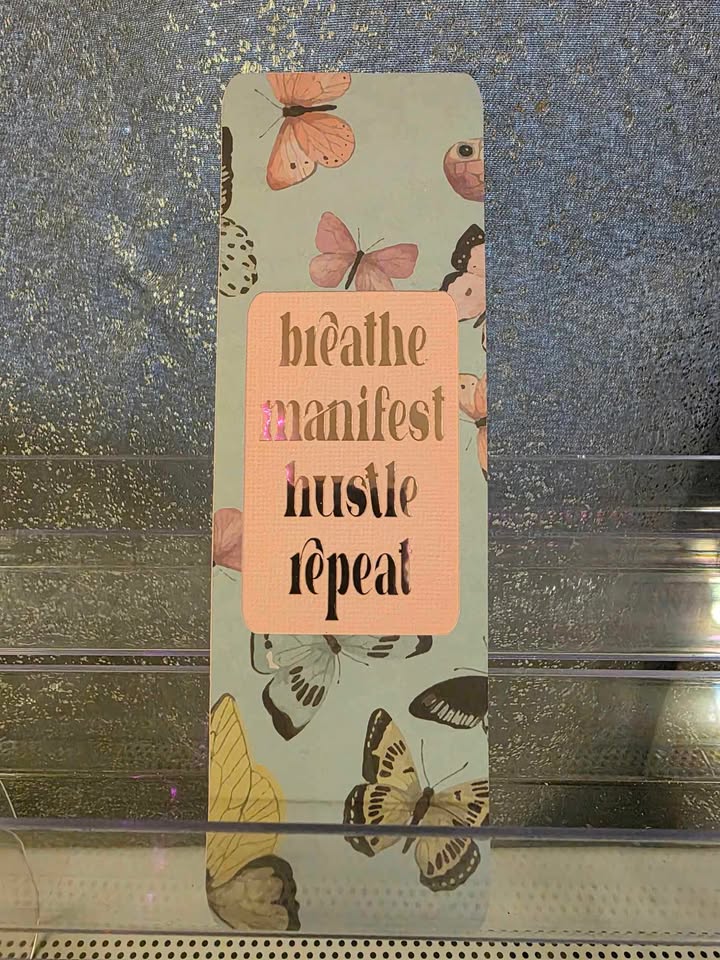 breathe
manifest
hustle
repeat